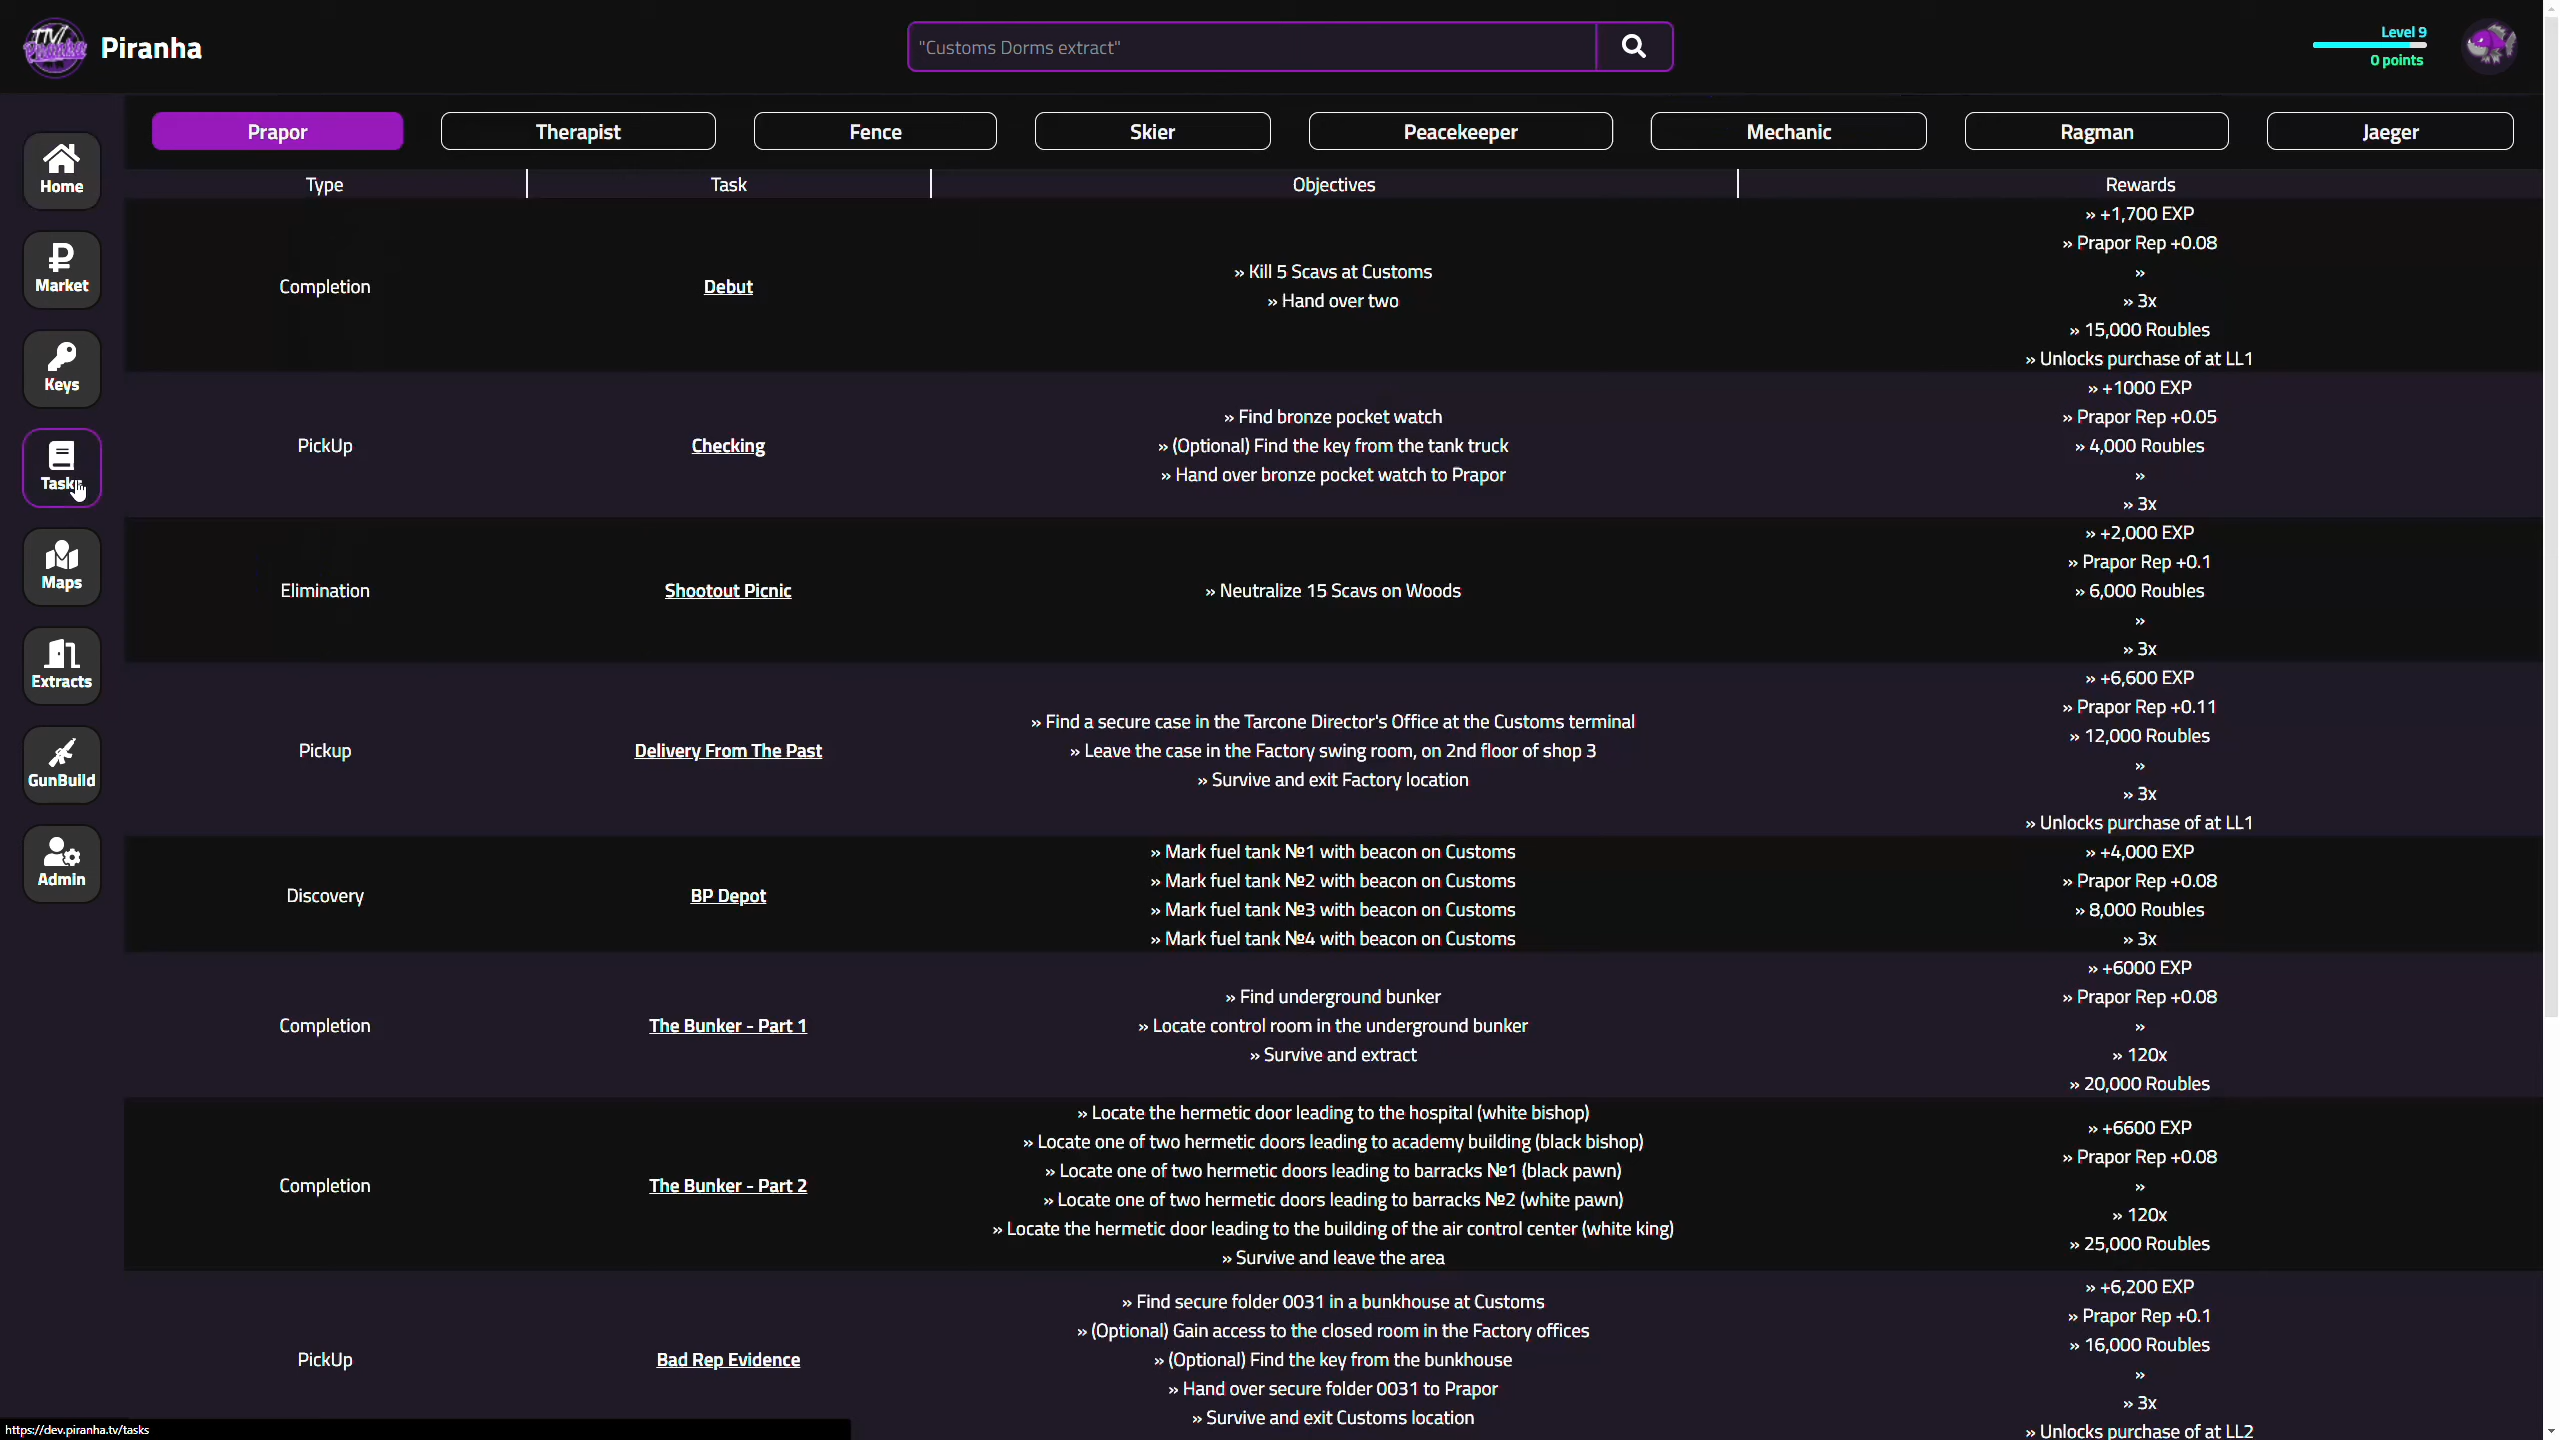 TV Piranha
Piranha
"Customs Dorms extract"
Level 9
0 points
Home
Market
Keys
Tasks
Maps
Extracts
GunBuild
Admin
Prapor Therapist Fence Skier Peacekeeper Mechanic Ragman Jaeger
Type Task Objectives Rewards
Completion
Debut
» Kill 5 Scavs at Customs
» Hand over two
» +1,700 EXP
» Prapor Rep +0.08
»
» 3x
» 15,000 Roubles
» Unlocks purchase of at LL1
PickUp
Checking
» Find bronze pocket watch
» (Optional) Find the key from the tank truck
» Hand over bronze pocket watch to Prapor
» +1000 EXP
» Prapor Rep +0.05
» 4,000 Roubles
»
» 3x
Elimination
Shootout Picnic
» Neutralize 15 Scavs on Woods
» +2,000 EXP
» Prapor Rep +0.1
» 6,000 Roubles
»
» 3x
Pickup
Delivery From The Past
» Find a secure case in the Tarcone Director's Office at the Customs terminal
» Leave the case in the Factory swing room, on 2nd floor of shop 3
» Survive and exit Factory location
» +6,600 EXP
» Prapor Rep +0.11
» 12,000 Roubles
»
» 3x
» Unlocks purchase of at LL1
Discovery
BP Depot
» Mark fuel tank №1 with beacon on Customs
» Mark fuel tank №2 with beacon on Customs
» Mark fuel tank №3 with beacon on Customs
» Mark fuel tank №4 with beacon on Customs
» +4,000 EXP
» Prapor Rep +0.08
» 8,000 Roubles
» 3x
Completion
The Bunker - Part 1
» Find underground bunker
» Locate control room in the underground bunker
» Survive and extract
» +6000 EXP
» Prapor Rep +0.08
»
» 120x
» 20,000 Roubles
Completion
The Bunker - Part 2
» Locate the hermetic door leading to the hospital (white bishop)
» Locate one of two hermetic doors leading to academy building (black bishop)
» Locate one of two hermetic doors leading to barracks №1 (black pawn)
» Locate one of two hermetic doors leading to barracks №2 (white pawn)
» Locate the hermetic door leading to the building of the air control center (white king)
» Survive and leave the area
» +6600 EXP
» Prapor Rep +0.08
»
» 120x
» 25,000 Roubles
PickUp
Bad Rep Evidence
» Find secure folder 0031 in a bunkhouse at Customs
» (Optional) Gain access to the closed room in the Factory offices
» (Optional) Find the key from the bunkhouse
» Hand over secure folder 0031 to Prapor
» Survive and exit Customs location
» +6,200 EXP
» Prapor Rep +0.1
» 16,000 Roubles
»
» 3x
» Unlocks purchase of at LL2
https://dev.piranha.tv/tasks